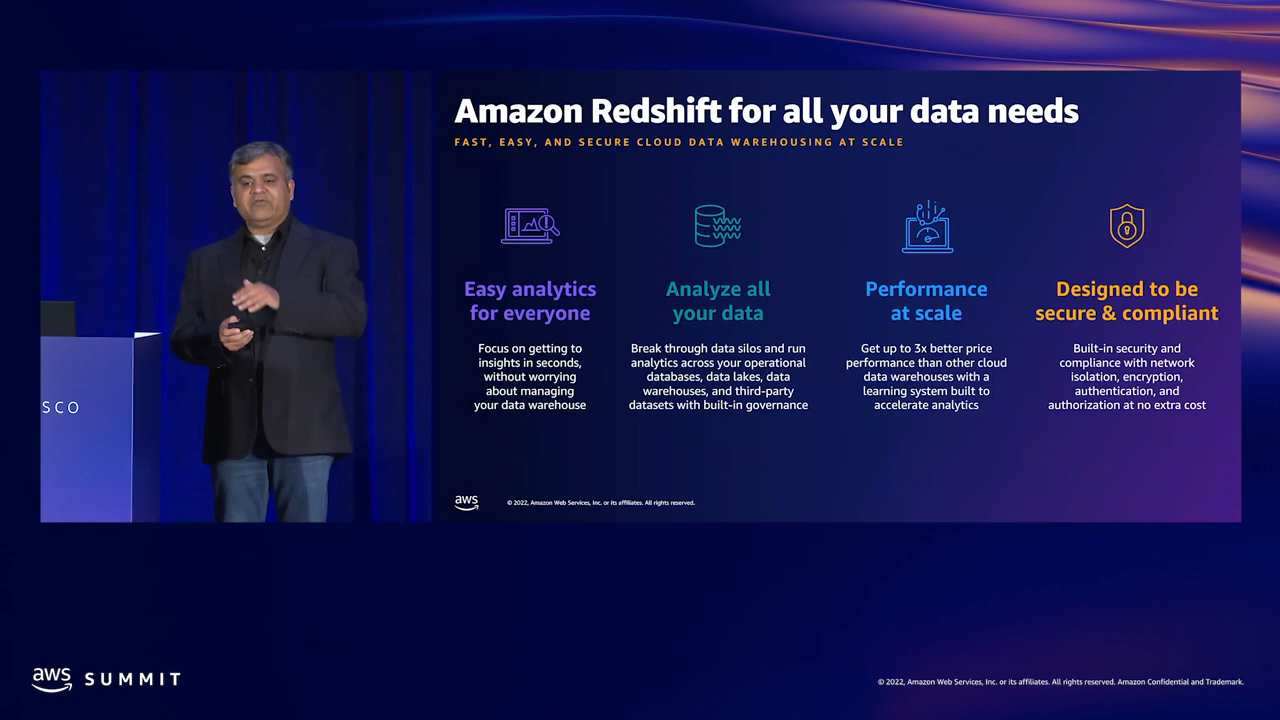 Amazon Redshift for all your data needs
FAST, EASY, AND SECURE CLOUD DATA WAREHOUSING AT SCALE
Easy analytics
for everyone
Focus on getting to
insights in seconds,
without worrying
about managing
your data warehouse
Analyze all
your data
Break through data silos and run
analytics across your operational
databases, data lakes, data
warehouses, and third-party
datasets with built-in governance
Performance
at scale
Get up to 3x better price
performance than other cloud
data warehouses with a
learning system built to
accelerate analytics
Designed to be
secure & compliant
Built-in security and
compliance with network
isolation, encryption,
authentication, and
authorization at no extra cost
SCO
aws
© 2022, Amazon Web Services, Inc. or its affiliates. All rights reserved.
aws SUMMIT
© 2022, Amazon Web Services, Inc. or its affiliates. All rights reserved. Amazon Confidential and Trademark.